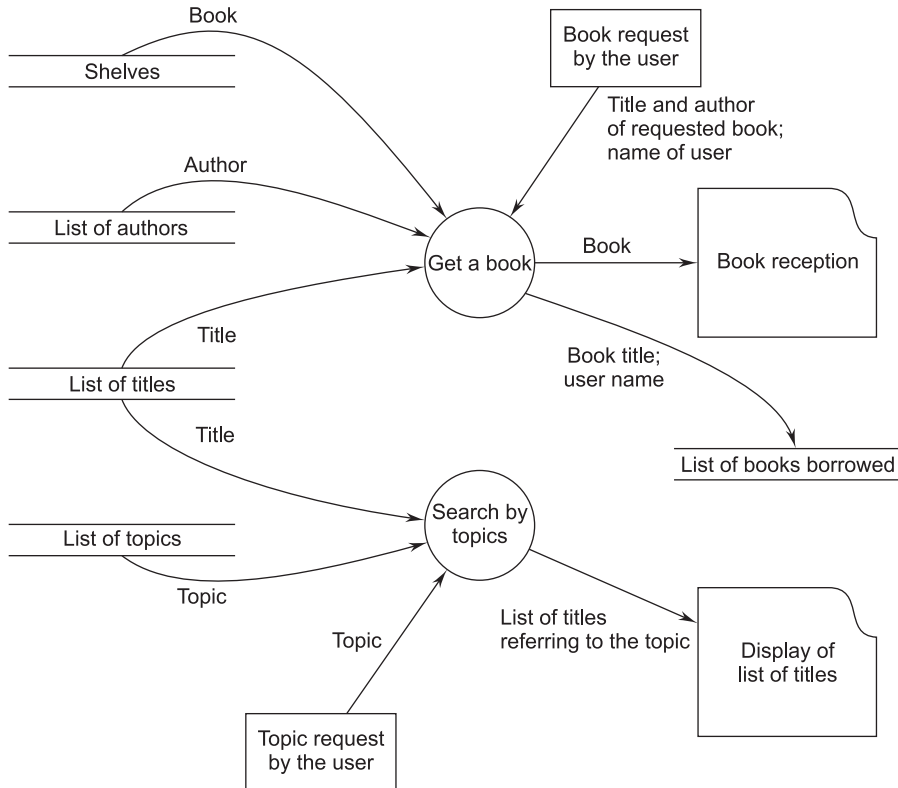 Book
Shelves
Book request
by the user
Title and author
of requested book;
name of user
Author
List of authors
Get a book
Book
Book reception
Title
Book title;
user name
List of titles
Title
List of books borrowed
Search by
topics
List of topics
Topic
List of titles
referring to the topic
Topic
Display of
list of titles
Topic request
by the user